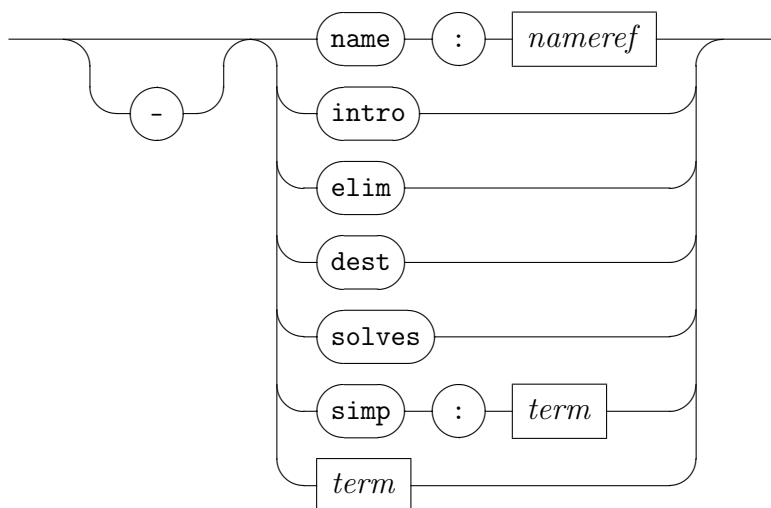 name : nameref
- intro
elim
dest
solves
simp : term
term